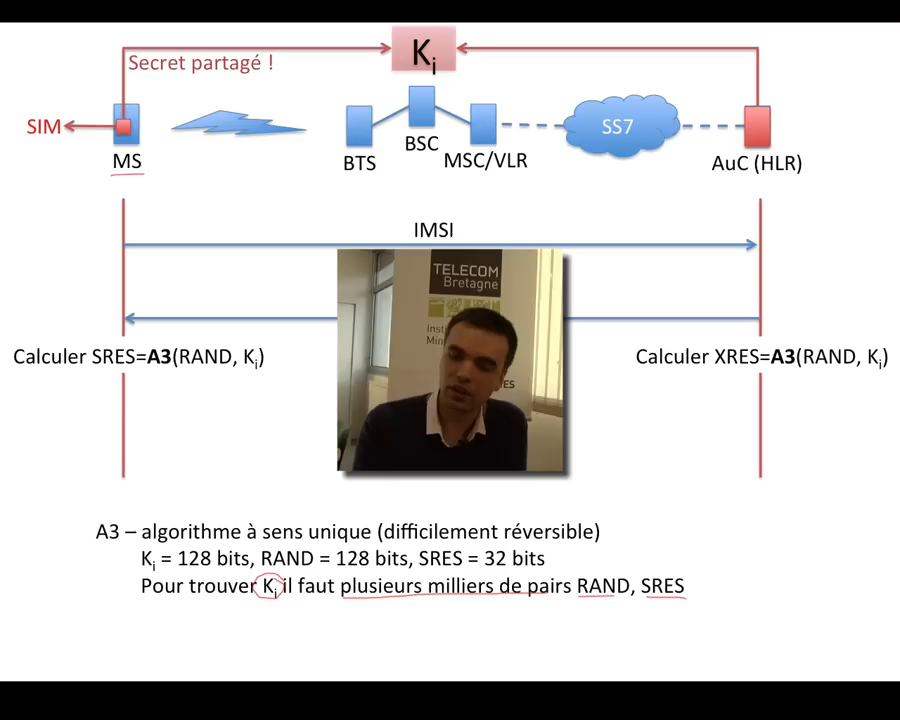 Ki
Secret partagé !
SIM
MS
BTS
BSC
MSC/VLR
SS7
AuC (HLR)
IMSI
TELECOM
Bretagne
Calculer SRES=A3(RAND, Ki)
Calculer XRES=A3(RAND, Ki)
A3 – algorithme à sens unique (difficilement réversible)
Ki = 128 bits, RAND = 128 bits, SRES = 32 bits
Pour trouver Ki il faut plusieurs milliers de pairs RAND, SRES